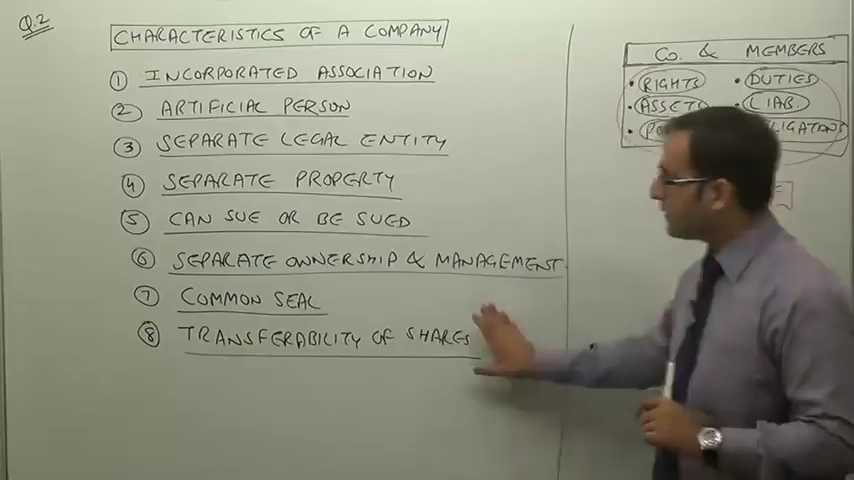 Q.2
CHARACTERISTICS OF A COMPANY
1 INCORPORATED ASSOCIATION
2 ARTIFICIAL PERSON
3 SEPARATE LEGAL ENTITY
4 SEPARATE PROPERTY
5 CAN SUE OR BE SUED
6 SEPARATE OWNERSHIP & MANAGEMENT.
7 COMMON SEAL
8 TRANSFERABILITY OF SHARES
CO. & MEMBERS
• RIGHTS • DUTIES
• ASSETS • LIAB.